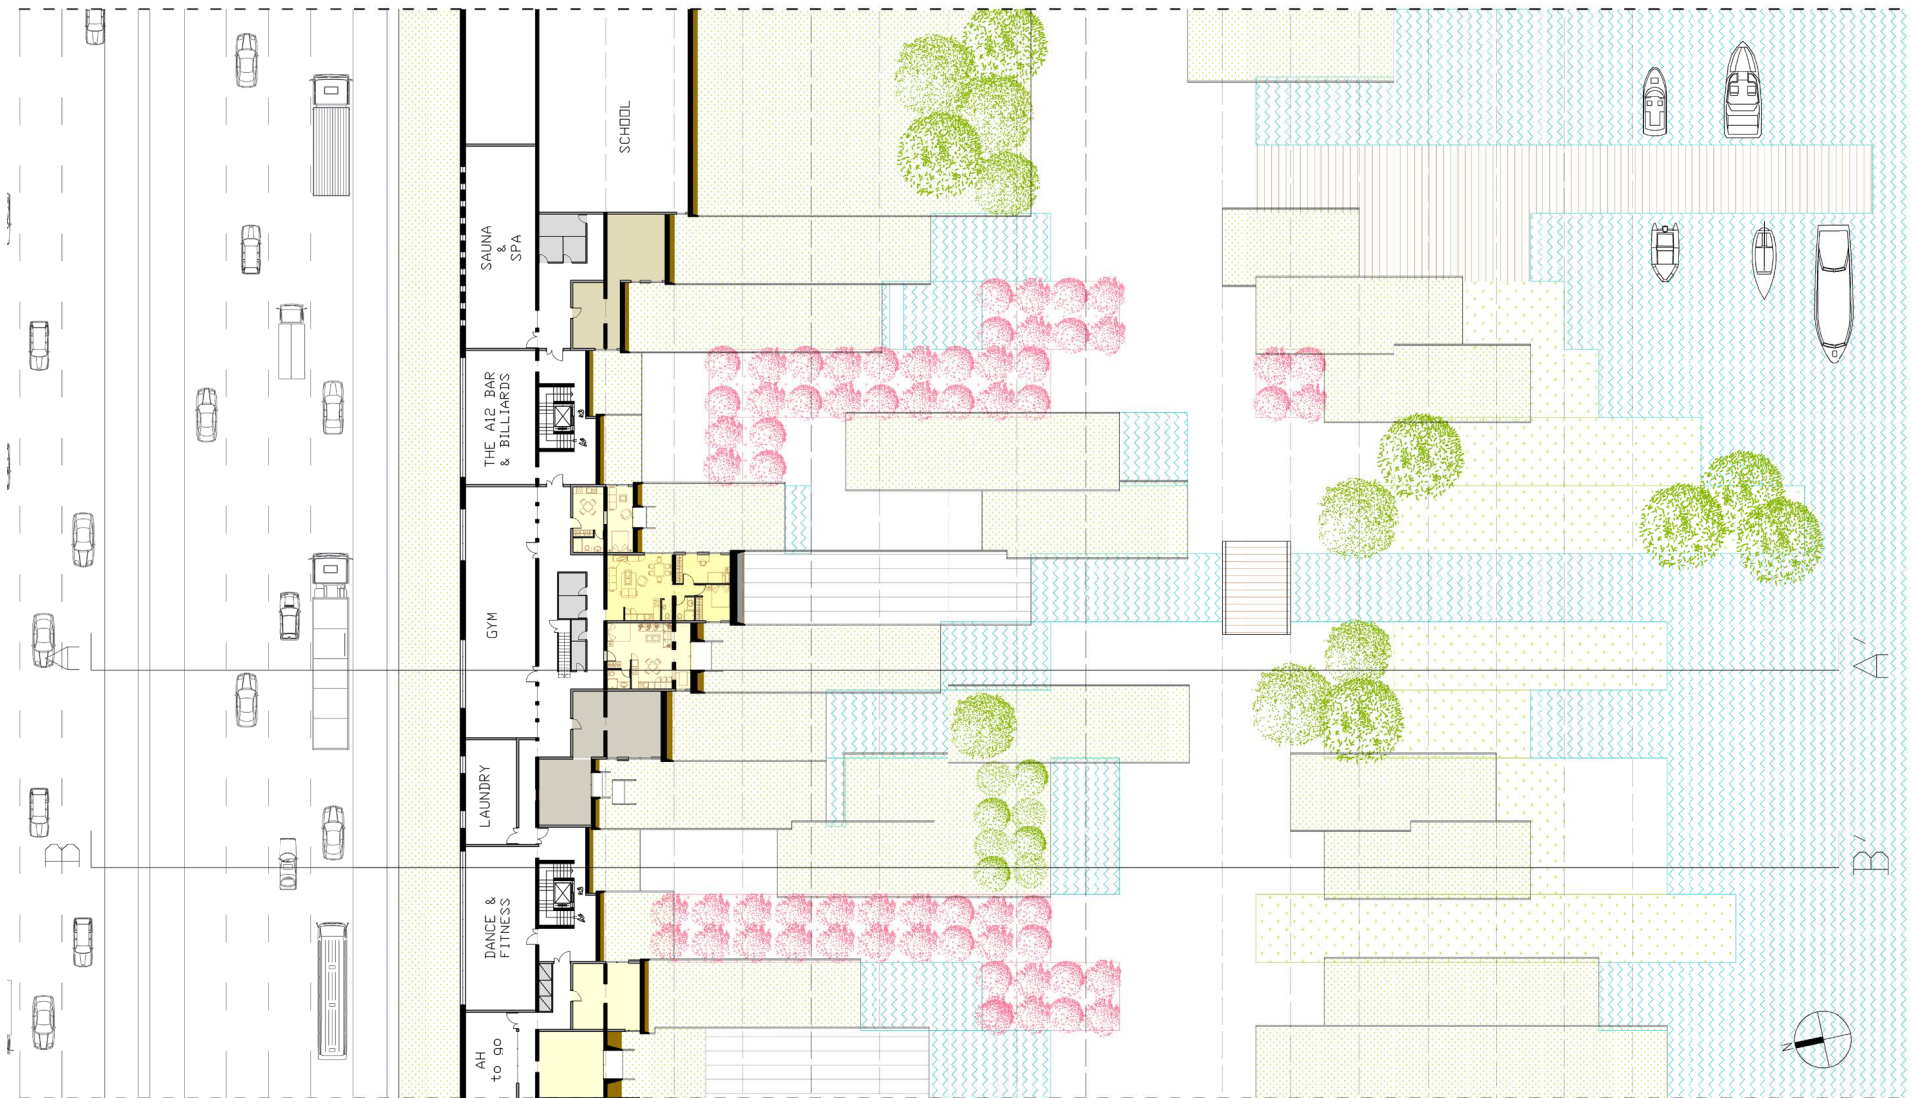 SCHOOL
SAUNA
&
SPA
THE A12 BAR
& BILLIARDS
GYM
A
A'
LAUNDRY
B
B'
DANCE &
FITNESS
AH
to go
N